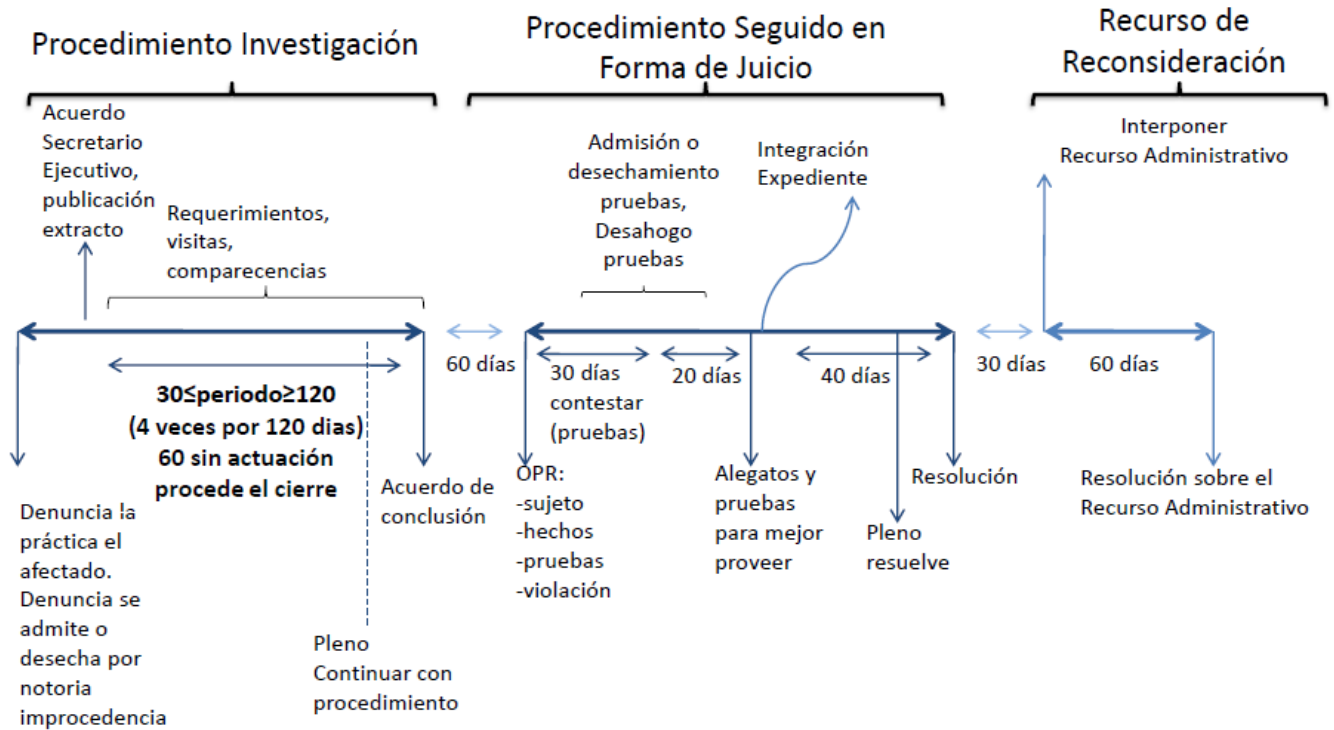 Procedimiento Investigación
Procedimiento Seguido en
Forma de Juicio
Recurso de
Reconsideración
Acuerdo
Secretario
Ejecutivo,
publicación
extracto
Requerimientos,
visitas,
comparecencias
Admisión o
desechamiento
pruebas,
Desahogo
pruebas
Integración
Expediente
Interponer
Recurso Administrativo
30≤periodo≥120
(4 veces por 120 dias)
60 sin actuación
procede el cierre
60 días
30 días
contestar
(pruebas)
20 días
40 días
30 días
60 días
Denuncia la
práctica el
afectado.
Denuncia se
admite o
desecha por
notoria
improcedencia
Pleno
Continuar con
procedimiento
Acuerdo de
conclusión
OPR:
-sujeto
-hechos
-pruebas
-violación
Alegatos y
pruebas
para mejor
proveer
Pleno
resuelve
Resolución
Resolución sobre el
Recurso Administrativo